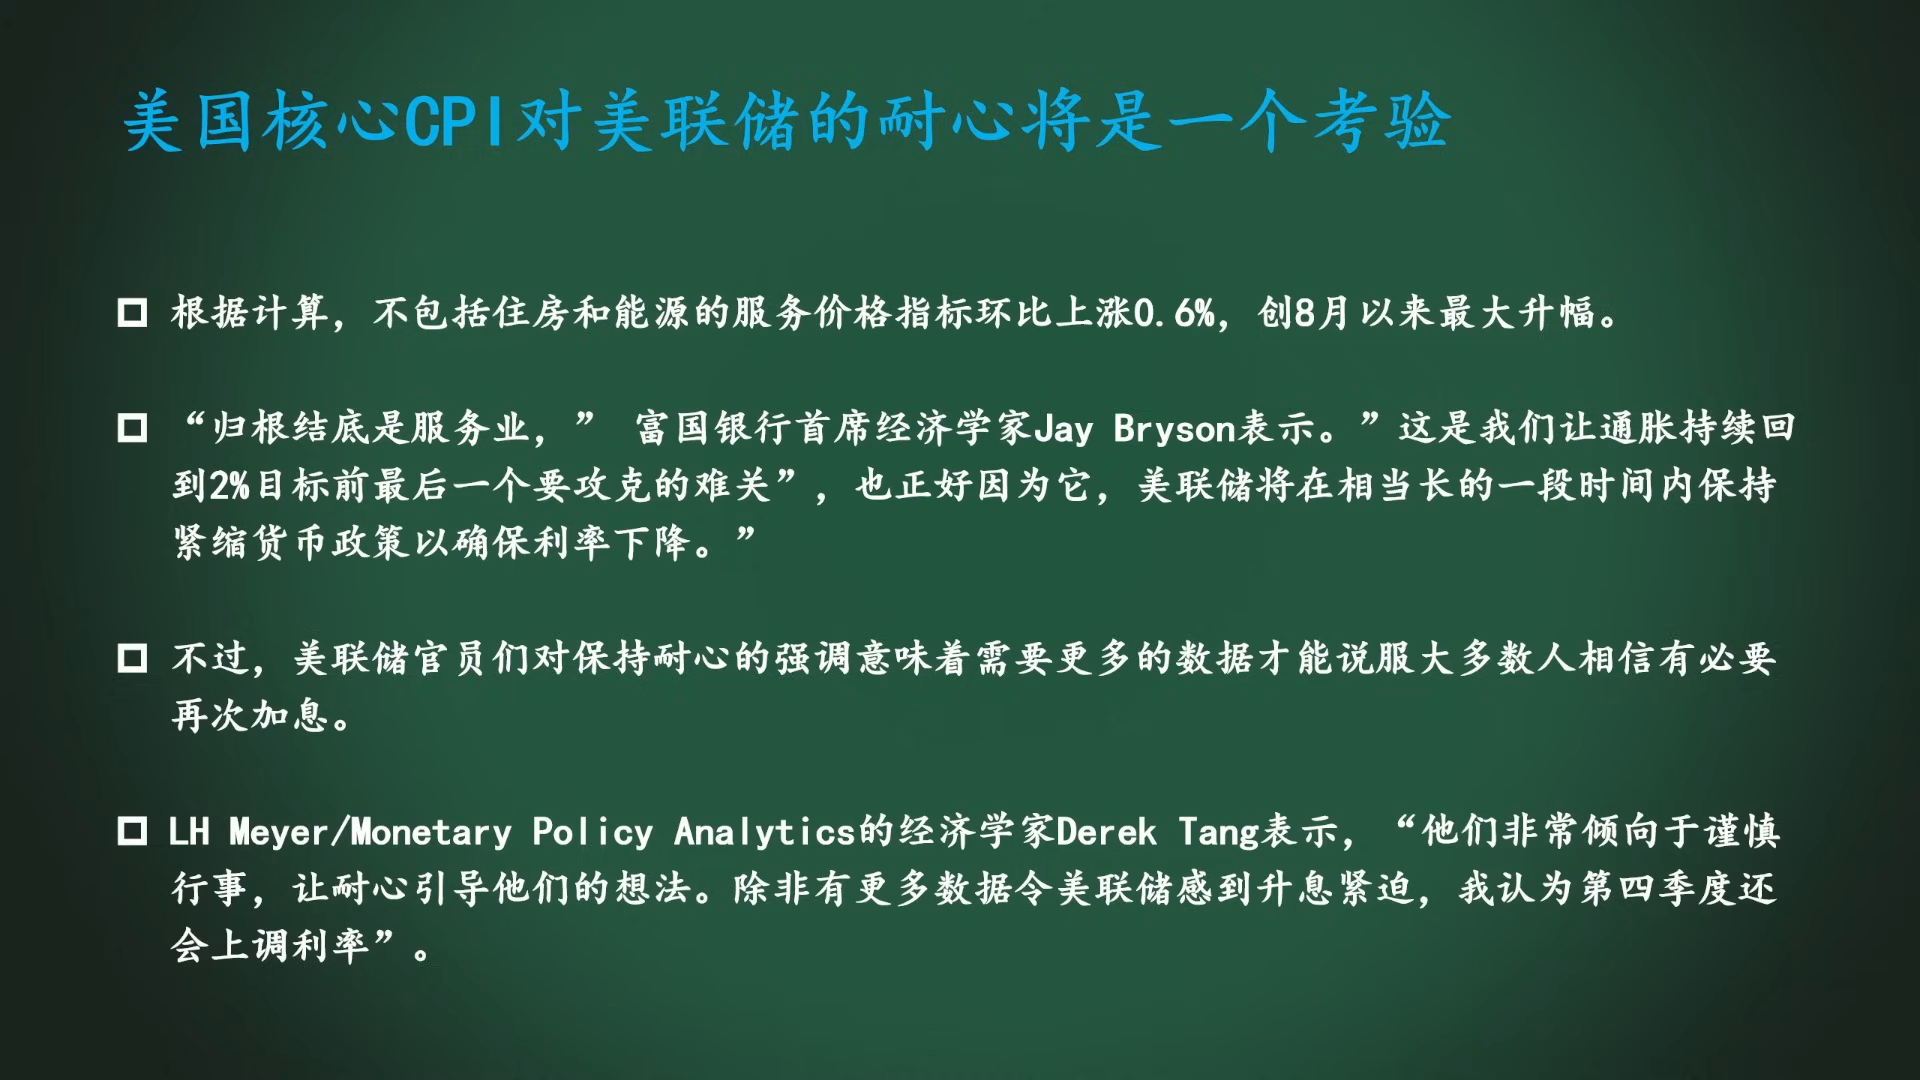 美国核心CPI对美联储的耐心将是一个考验
根据计算，不包括住房和能源的服务价格指标环比上涨0.6%，创8月以来最大升幅。
“归根结底是服务业，” 富国银行首席经济学家Jay Bryson表示。”这是我们让通胀持续回
到2%目标前最后一个要攻克的难关”，也正好因为它，美联储将在相当长的一段时间内保持
紧缩货币政策以确保利率下降。”
不过，美联储官员们对保持耐心的强调意味着需要更多的数据才能说服大多数人相信有必要
再次加息。
LH Meyer/Monetary Policy Analytics的经济学家Derek Tang表示，“他们非常倾向于谨慎
行事，让耐心引导他们的想法。除非有更多数据令美联储感到升息紧迫，我认为第四季度还
会上调利率”。